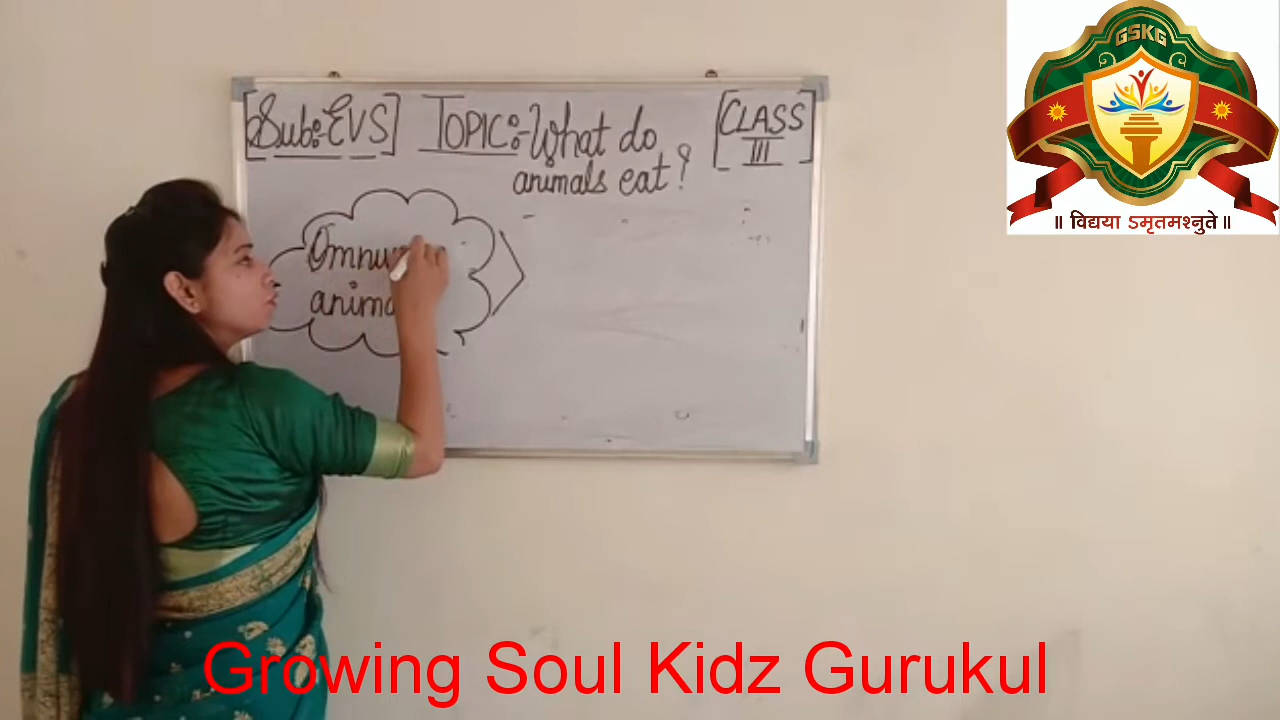 GSKG
॥ विद्यया ऽमृतमश्नुते ॥
[Sub:- EVS] TOPIC:- What do
animals eat?
[CLASS
III]
Growing Soul Kidz Gurukul